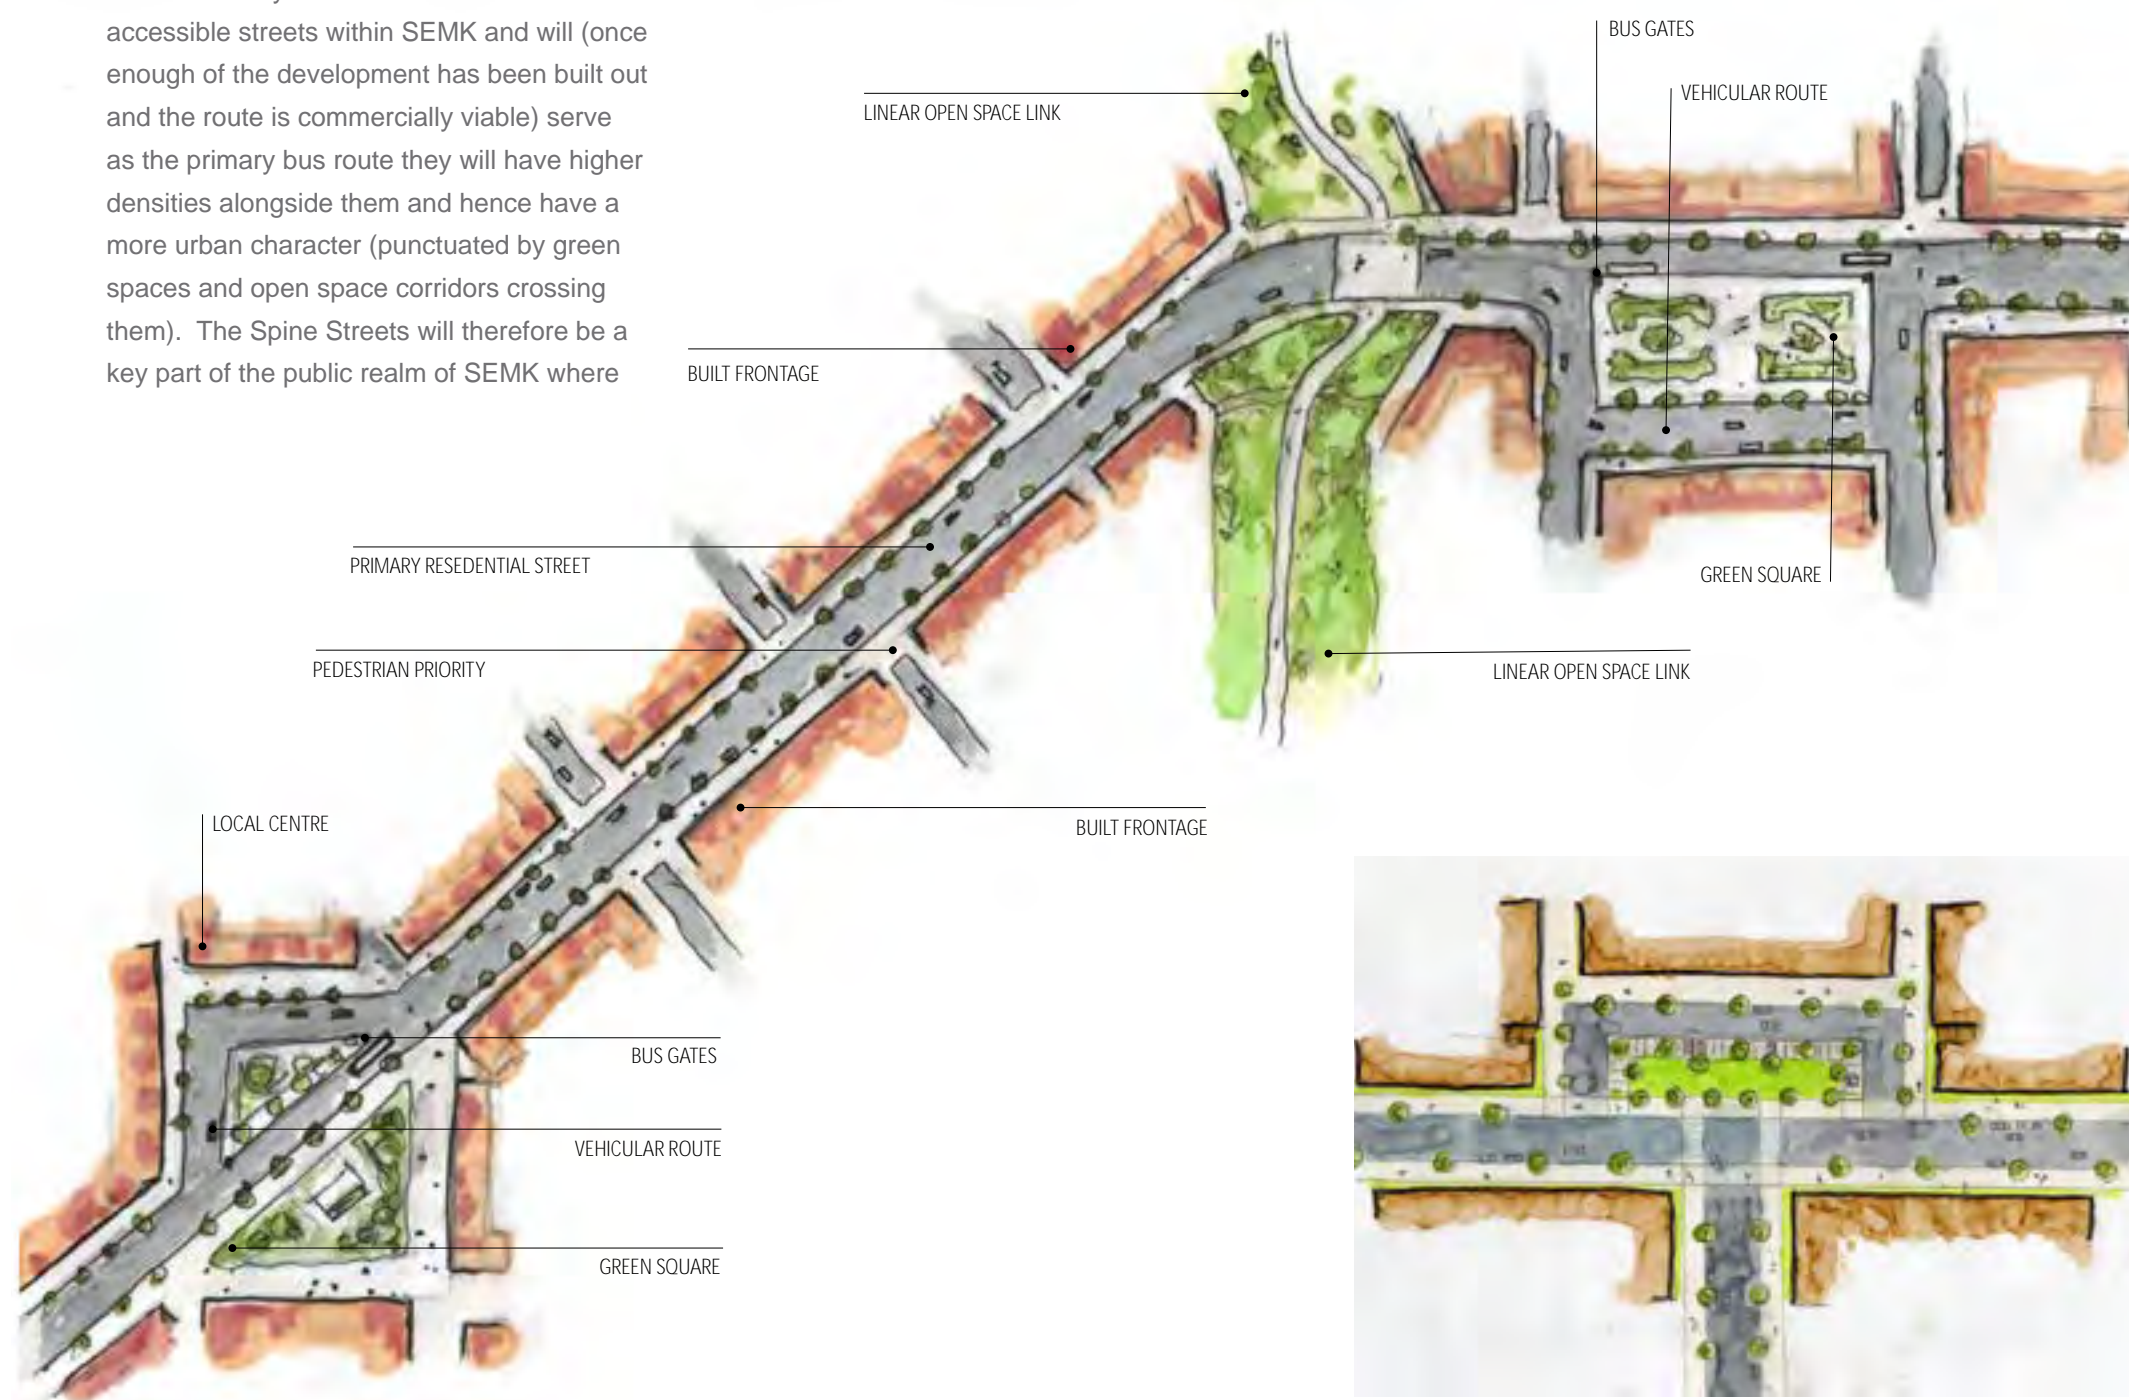 accessible streets within SEMK and will (once
enough of the development has been built out
and the route is commercially viable) serve
as the primary bus route they will have higher
densities alongside them and hence have a
more urban character (punctuated by green
spaces and open space corridors crossing
them).  The Spine Streets will therefore be a
key part of the public realm of SEMK where
BUS GATES
VEHICULAR ROUTE
LINEAR OPEN SPACE LINK
BUILT FRONTAGE
PRIMARY RESEDENTIAL STREET
GREEN SQUARE
PEDESTRIAN PRIORITY
LINEAR OPEN SPACE LINK
LOCAL CENTRE
BUILT FRONTAGE
BUS GATES
VEHICULAR ROUTE
GREEN SQUARE